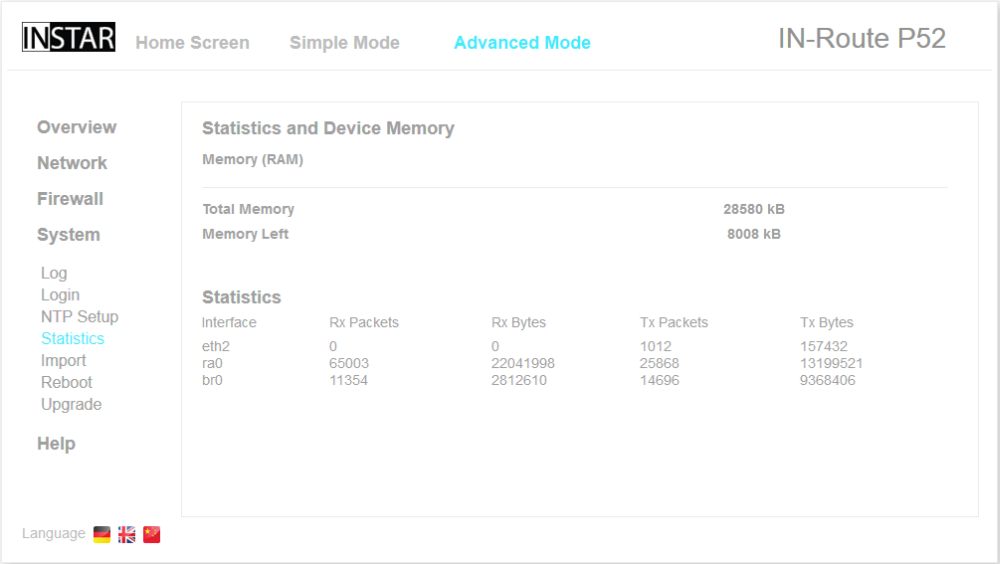 INSTAR Home Screen Simple Mode Advanced Mode IN-Route P52
Overview
Network
Firewall
System
Log
Login
NTP Setup
Statistics
Import
Reboot
Upgrade
Help
Statistics and Device Memory
Memory (RAM)
Total Memory 28580 kB
Memory Left 8008 kB
Statistics
Interface Rx Packets Rx Bytes Tx Packets Tx Bytes
eth2 0 0 1012 157432
ra0 65003 22041998 25868 13199521
br0 11354 2812610 14696 9368406
Language